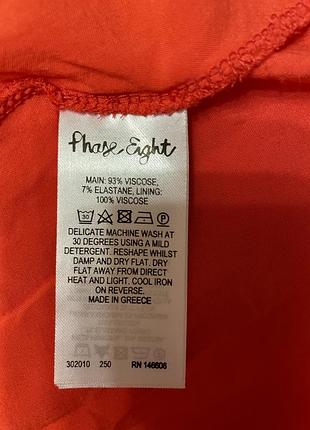 Phase Eight
MAIN: 93% VISCOSE,
7% ELASTANE, LINING:
100% VISCOSE
30
DELICATE MACHINE WASH AT
30 DEGREES USING A MILD
DETERGENT. RESHAPE WHILST
DAMP AND DRY FLAT. DRY
FLAT AWAY FROM DIRECT
HEAT AND LIGHT. COOL IRON
ON REVERSE.
MADE IN GREECE
302010 250 RN 146606